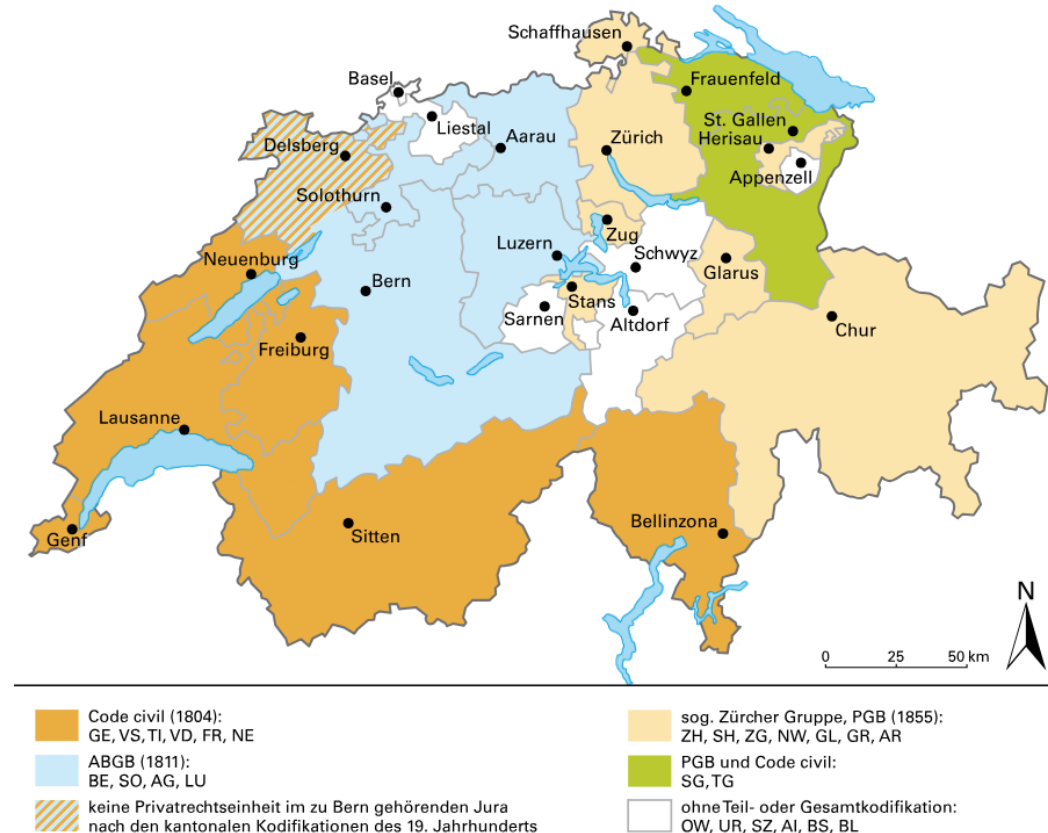 Schaffhausen
Basel
Frauenfeld
Liestal
St. Gallen
Aarau
Zürich
Herisau
Delsberg
Appenzell
Solothurn
Zug
Luzern
Schwyz
Neuenburg
Glarus
Bern
Stans
Sarnen
Altdorf
Chur
Freiburg
Lausanne
Bellinzona
Genf
Sitten
N
0 25 50 km
Code civil (1804):
GE, VS, TI, VD, FR, NE
ABGB (1811):
BE, SO, AG, LU
keine Privatrechtseinheit im zu Bern gehörenden Jura
nach den kantonalen Kodifikationen des 19. Jahrhunderts
sog. Zürcher Gruppe, PGB (1855):
ZH, SH, ZG, NW, GL, GR, AR
PGB und Code civil:
SG, TG
ohne Teil- oder Gesamtkodifikation:
OW, UR, SZ, AI, BS, BL